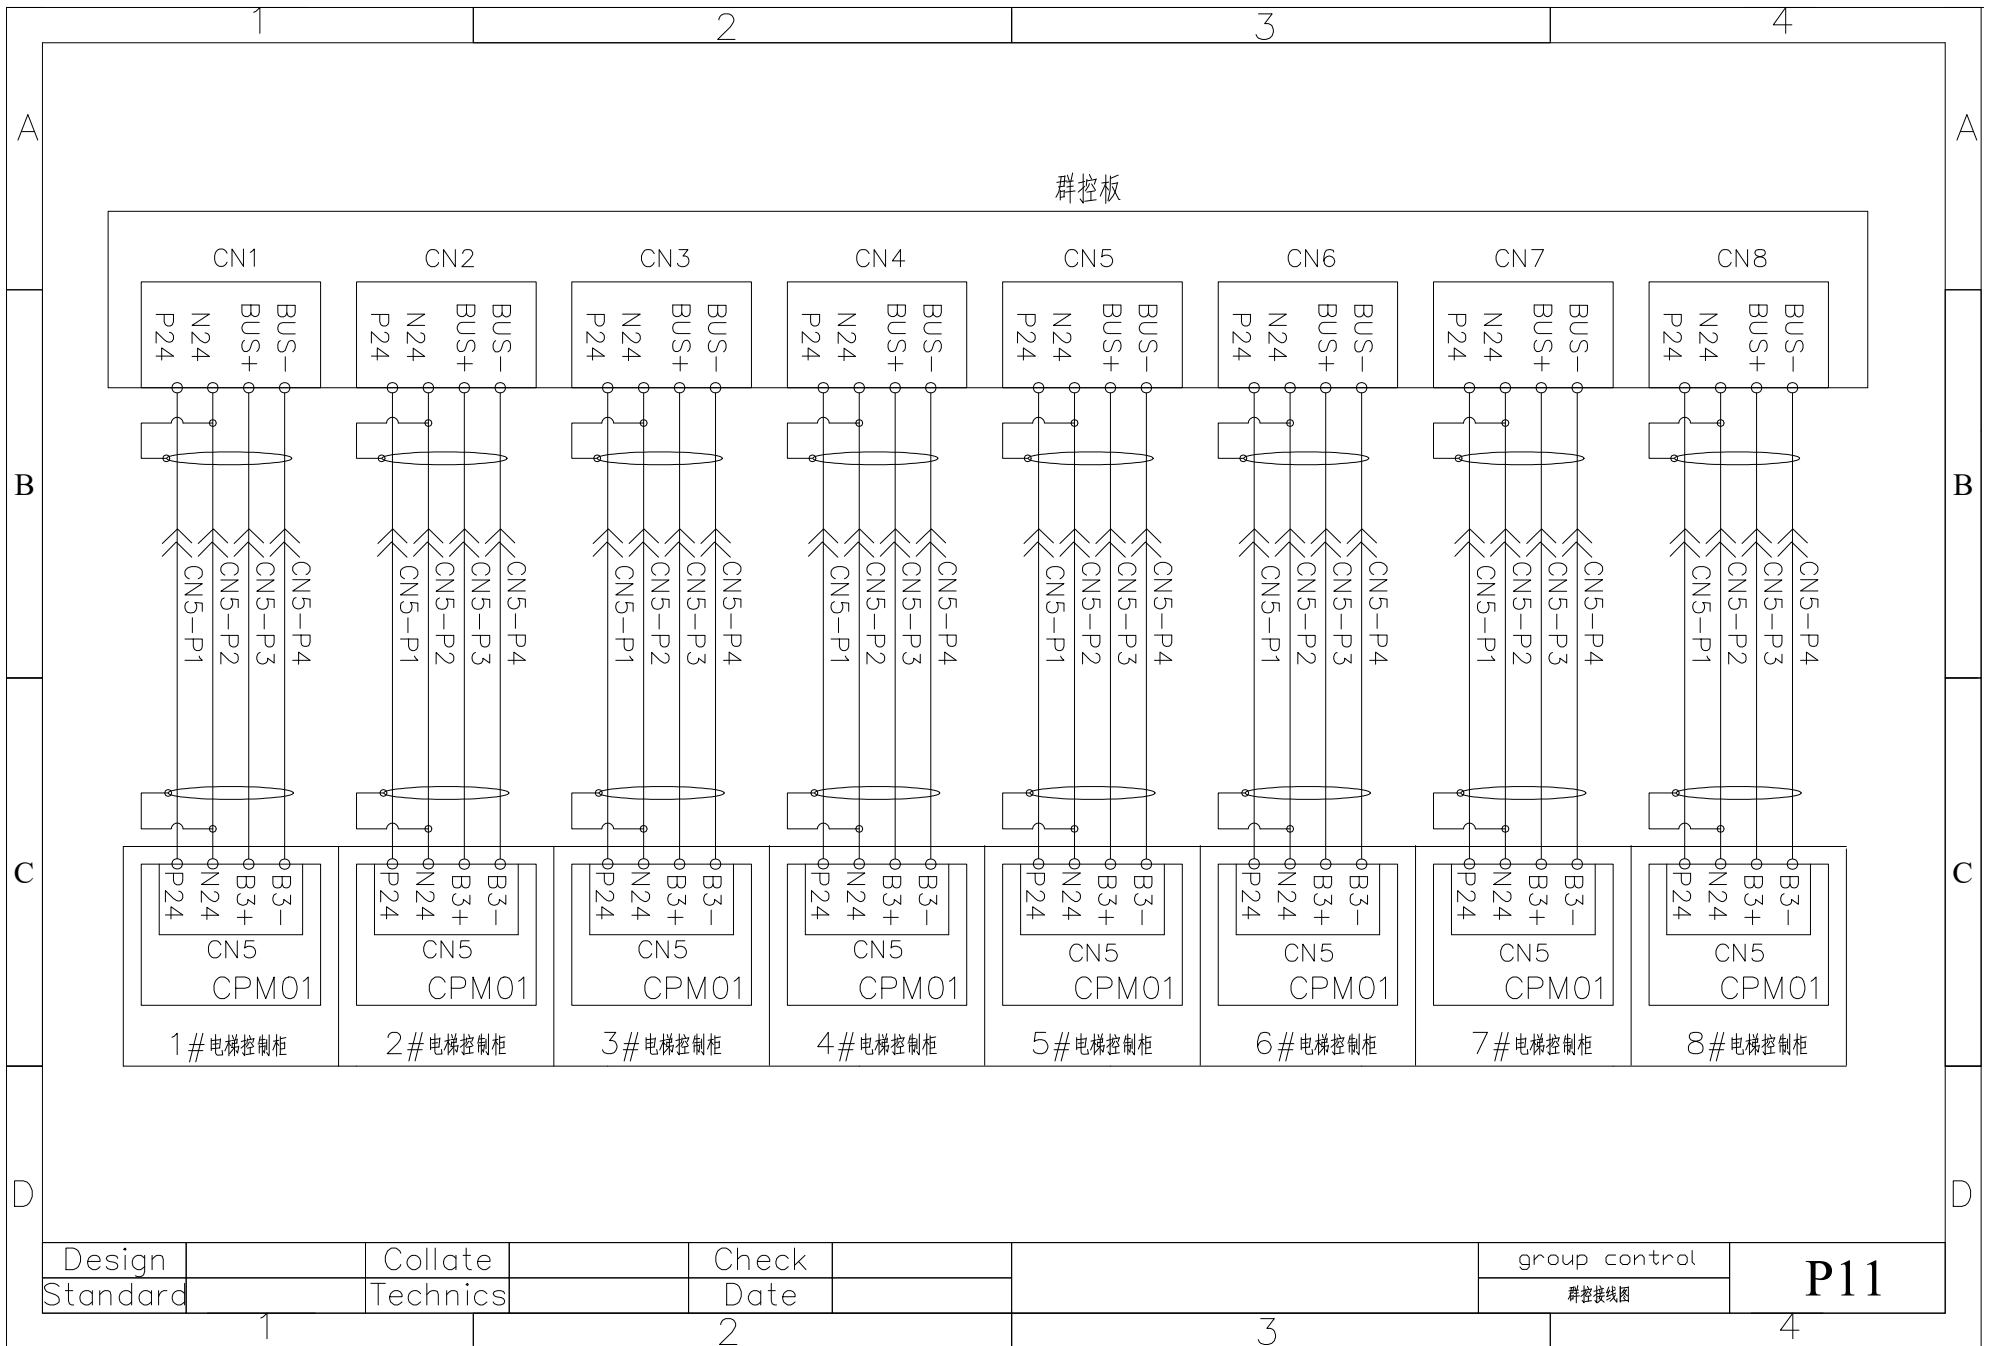 1 2 3 4
A A
群控板
CN1 CN2 CN3 CN4 CN5 CN6 CN7 CN8
P24 N24 BUS+ BUS- P24 N24 BUS+ BUS- P24 N24 BUS+ BUS- P24 N24 BUS+ BUS- P24 N24 BUS+ BUS- P24 N24 BUS+ BUS- P24 N24 BUS+ BUS- P24 N24 BUS+ BUS-
B B
CN5-P1 CN5-P2 CN5-P3 CN5-P4 CN5-P1 CN5-P2 CN5-P3 CN5-P4 CN5-P1 CN5-P2 CN5-P3 CN5-P4 CN5-P1 CN5-P2 CN5-P3 CN5-P4 CN5-P1 CN5-P2 CN5-P3 CN5-P4 CN5-P1 CN5-P2 CN5-P3 CN5-P4 CN5-P1 CN5-P2 CN5-P3 CN5-P4 CN5-P1 CN5-P2 CN5-P3 CN5-P4
C C
P24 N24 B3+ B3- P24 N24 B3+ B3- P24 N24 B3+ B3- P24 N24 B3+ B3- P24 N24 B3+ B3- P24 N24 B3+ B3- P24 N24 B3+ B3- P24 N24 B3+ B3-
CN5 CN5 CN5 CN5 CN5 CN5 CN5 CN5
CPM01 CPM01 CPM01 CPM01 CPM01 CPM01 CPM01 CPM01
1#电梯控制柜 2#电梯控制柜 3#电梯控制柜 4#电梯控制柜 5#电梯控制柜 6#电梯控制柜 7#电梯控制柜 8#电梯控制柜
D D
Design Collate Check group control P11
Standard Technics Date 群控接线图
1 2 3 4